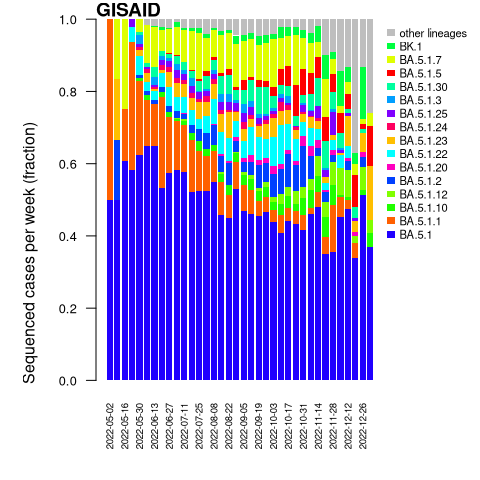 GISAID
Sequenced cases per week (fraction)
1.0
0.8
0.6
0.4
0.2
0.0
2022-05-02
2022-05-16
2022-05-30
2022-06-13
2022-06-27
2022-07-11
2022-07-25
2022-08-08
2022-08-22
2022-09-05
2022-09-19
2022-10-03
2022-10-17
2022-10-31
2022-11-14
2022-11-28
2022-12-12
2022-12-26
other lineages
BK.1
BA.5.1.7
BA.5.1.5
BA.5.1.30
BA.5.1.3
BA.5.1.25
BA.5.1.24
BA.5.1.23
BA.5.1.22
BA.5.1.20
BA.5.1.2
BA.5.1.12
BA.5.1.10
BA.5.1.1
BA.5.1